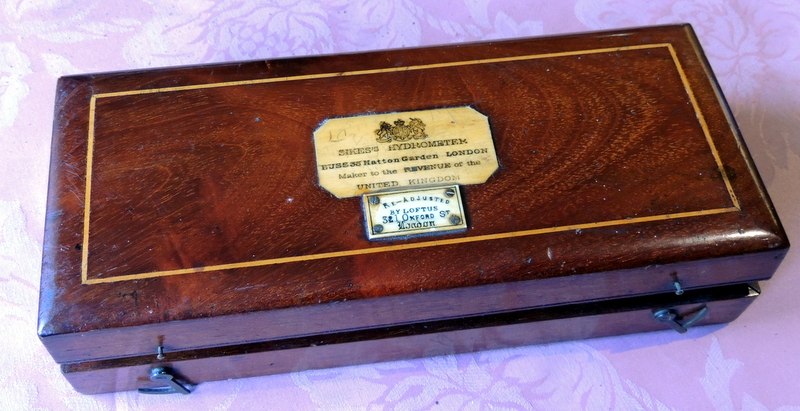 SIKES'S HYDROMETER
BUSS 33 Hatton Garden LONDON
Maker to the REVENUE of the
UNITED KINGDOM
RE-ADJUSTED
BY LOFTUS
321 OXFORD ST
LONDON